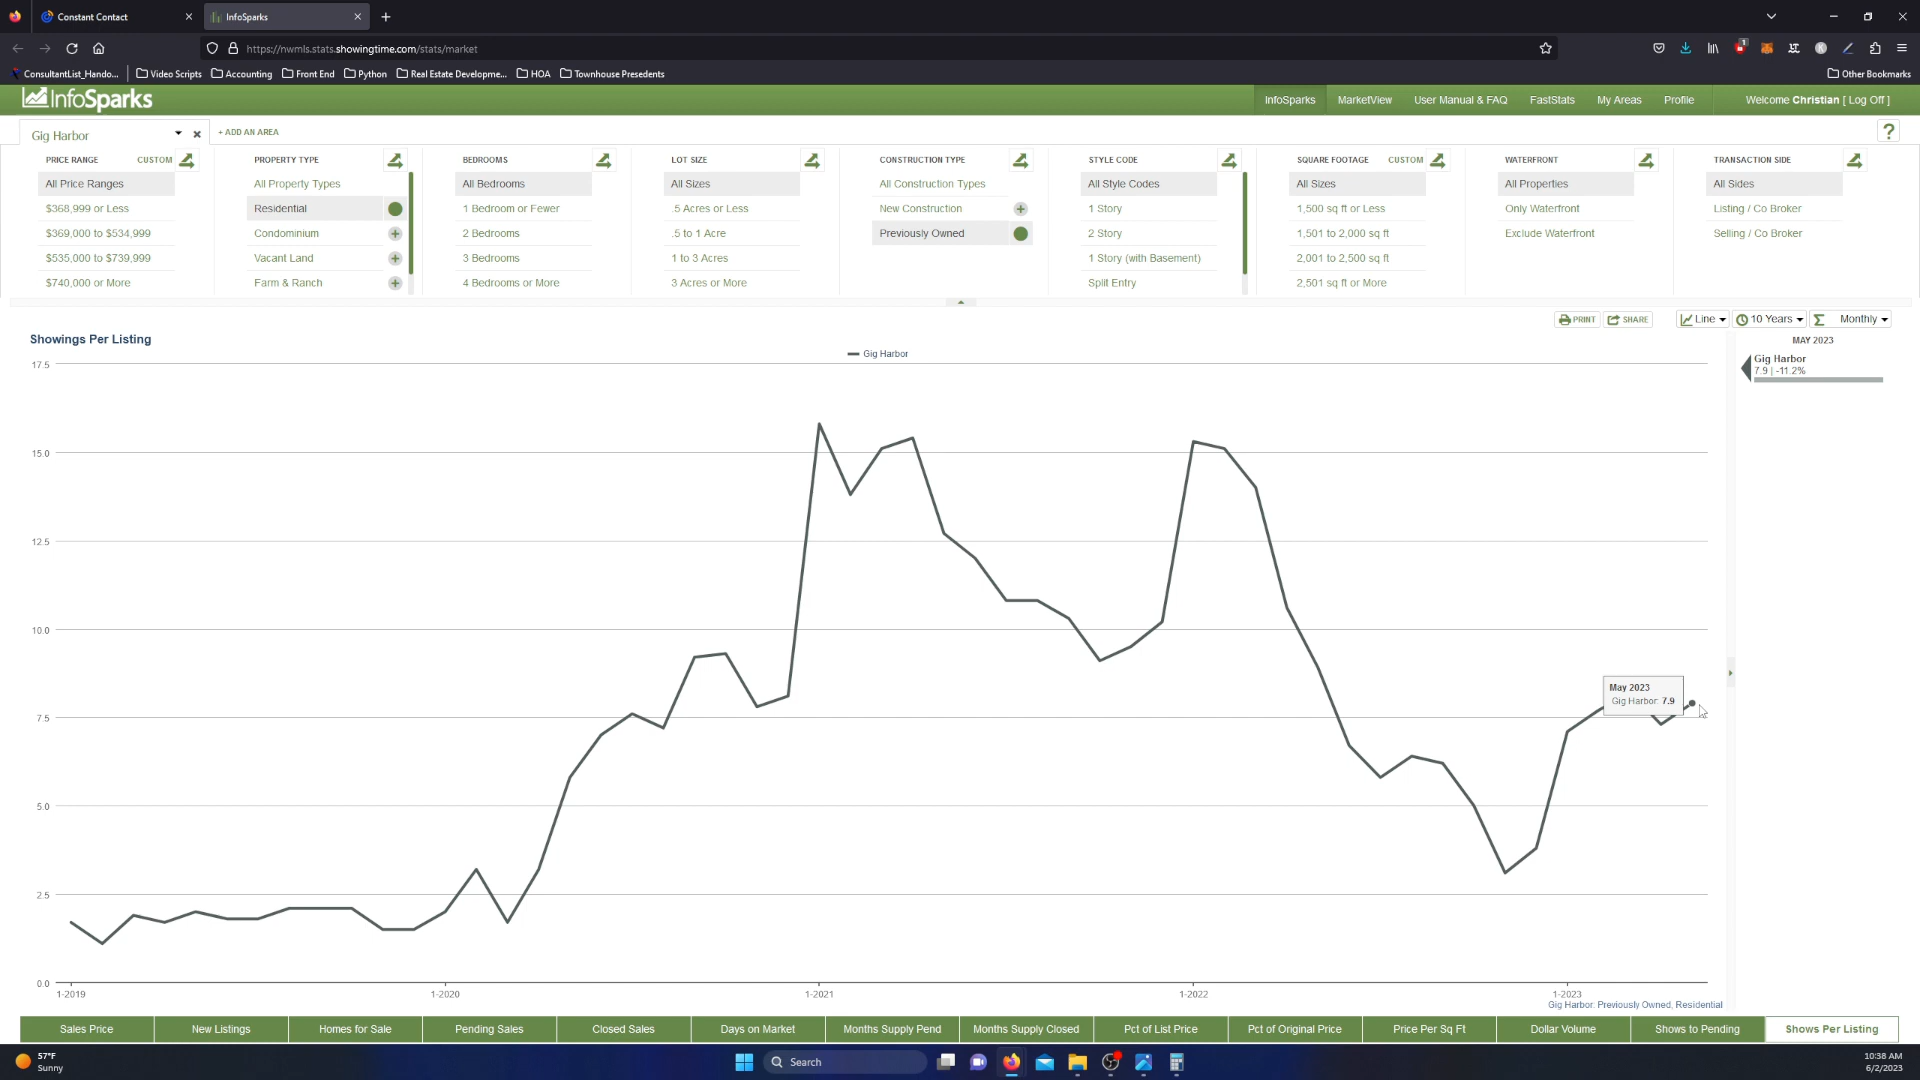 Constant Contact
InfoSparks
https://nwmls.stats.showingtime.com/stats/market
1
ConsultantList_Hando...
Video Scripts
Accounting
Front End
Python
Real Estate Developme...
HOA
Townhouse Presedents
Other Bookmarks
InfoSparks
InfoSparks
MarketView
User Manual & FAQ
FastStats
My Areas
Profile
Welcome Christian [ Log Off ]
Gig Harbor
+ ADD AN AREA
?
PRICE RANGE
CUSTOM
All Price Ranges
$368,999 or Less
$369,000 to $534,999
$535,000 to $739,999
$740,000 or More
PROPERTY TYPE
All Property Types
Residential
Condominium
Vacant Land
Farm & Ranch
BEDROOMS
All Bedrooms
1 Bedroom or Fewer
2 Bedrooms
3 Bedrooms
4 Bedrooms or More
LOT SIZE
All Sizes
.5 Acres or Less
.5 to 1 Acre
1 to 3 Acres
3 Acres or More
CONSTRUCTION TYPE
All Construction Types
New Construction
Previously Owned
STYLE CODE
All Style Codes
1 Story
2 Story
1 Story (with Basement)
Split Entry
SQUARE FOOTAGE
CUSTOM
All Sizes
1,500 sq ft or Less
1,501 to 2,000 sq ft
2,001 to 2,500 sq ft
2,501 sq ft or More
WATERFRONT
All Properties
Only Waterfront
Exclude Waterfront
TRANSACTION SIDE
All Sides
Listing / Co Broker
Selling / Co Broker
PRINT
SHARE
Line
10 Years
Monthly
Showings Per Listing
Gig Harbor
MAY 2023
Gig Harbor
7.9 | -11.2%
17.5
15.0
12.5
10.0
7.5
5.0
2.5
0.0
May 2023
Gig Harbor: 7.9
1-2019
1-2020
1-2021
1-2022
1-2023
Gig Harbor: Previously Owned, Residential
Sales Price
New Listings
Homes for Sale
Pending Sales
Closed Sales
Days on Market
Months Supply Pend
Months Supply Closed
Pct of List Price
Pct of Original Price
Price Per Sq Ft
Dollar Volume
Shows to Pending
Shows Per Listing
57°F
Sunny
Search
10:38 AM
6/2/2023